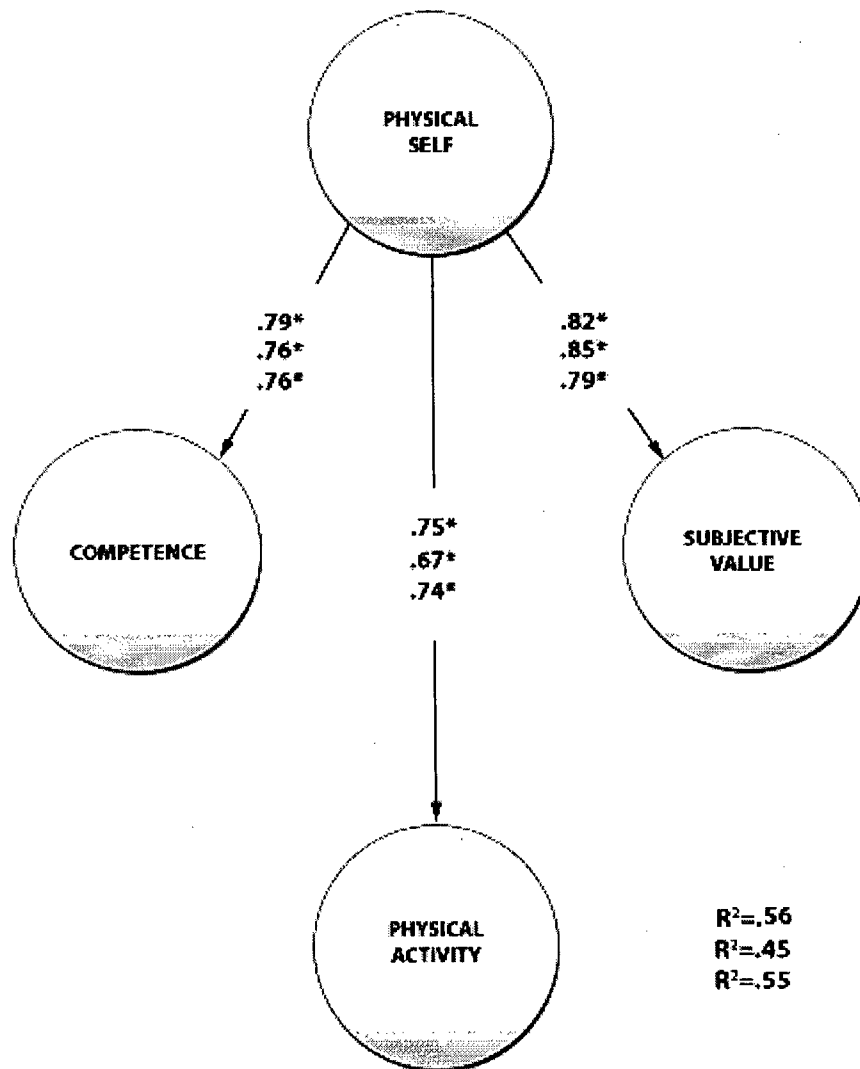 PHYSICAL
SELF
.79*
.76*
.76*
.82*
.85*
.79*
COMPETENCE
.75*
.67*
.74*
SUBJECTIVE
VALUE
PHYSICAL
ACTIVITY
R²=.56
R²=.45
R²=.55